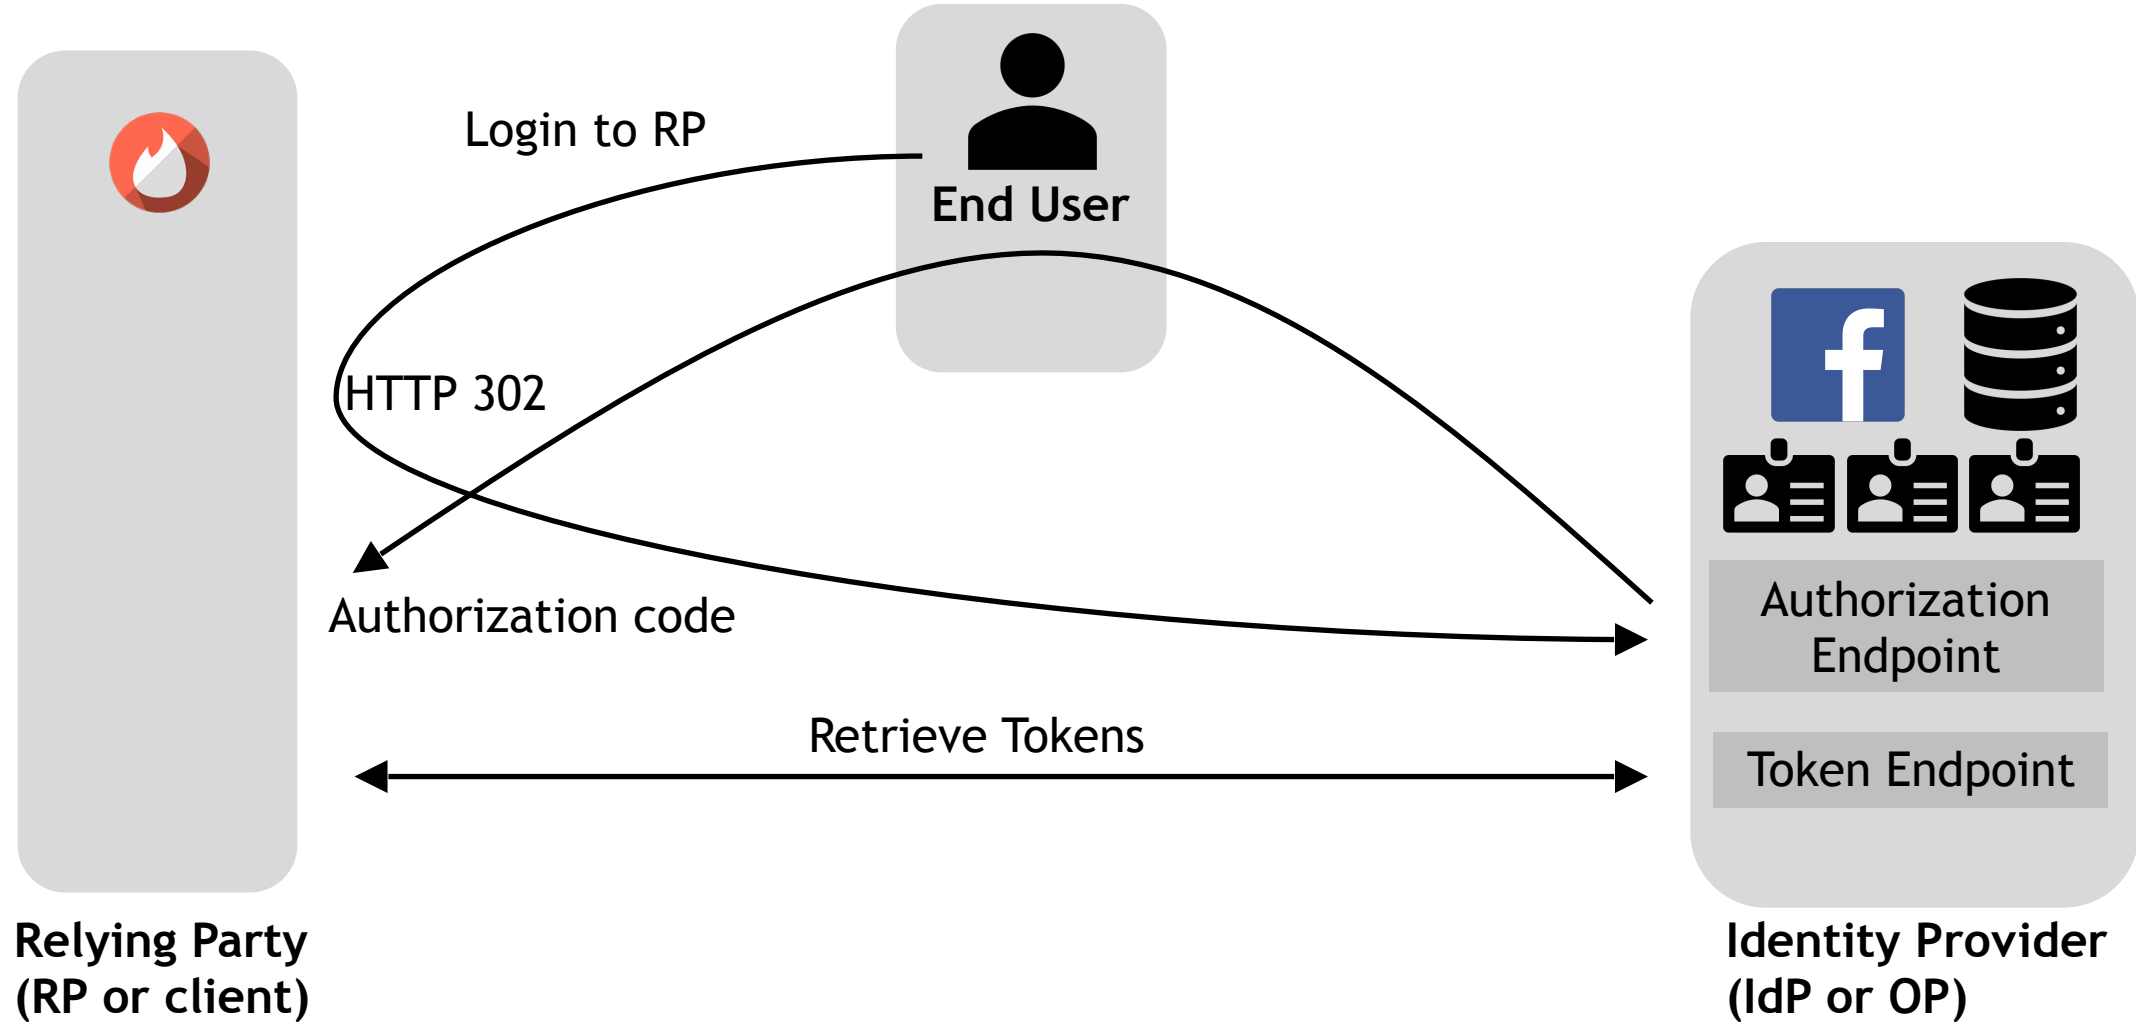 Login to RP
End User
HTTP 302
Authorization code
Retrieve Tokens
Authorization
Endpoint
Token Endpoint
Relying Party
(RP or client)
Identity Provider
(IdP or OP)